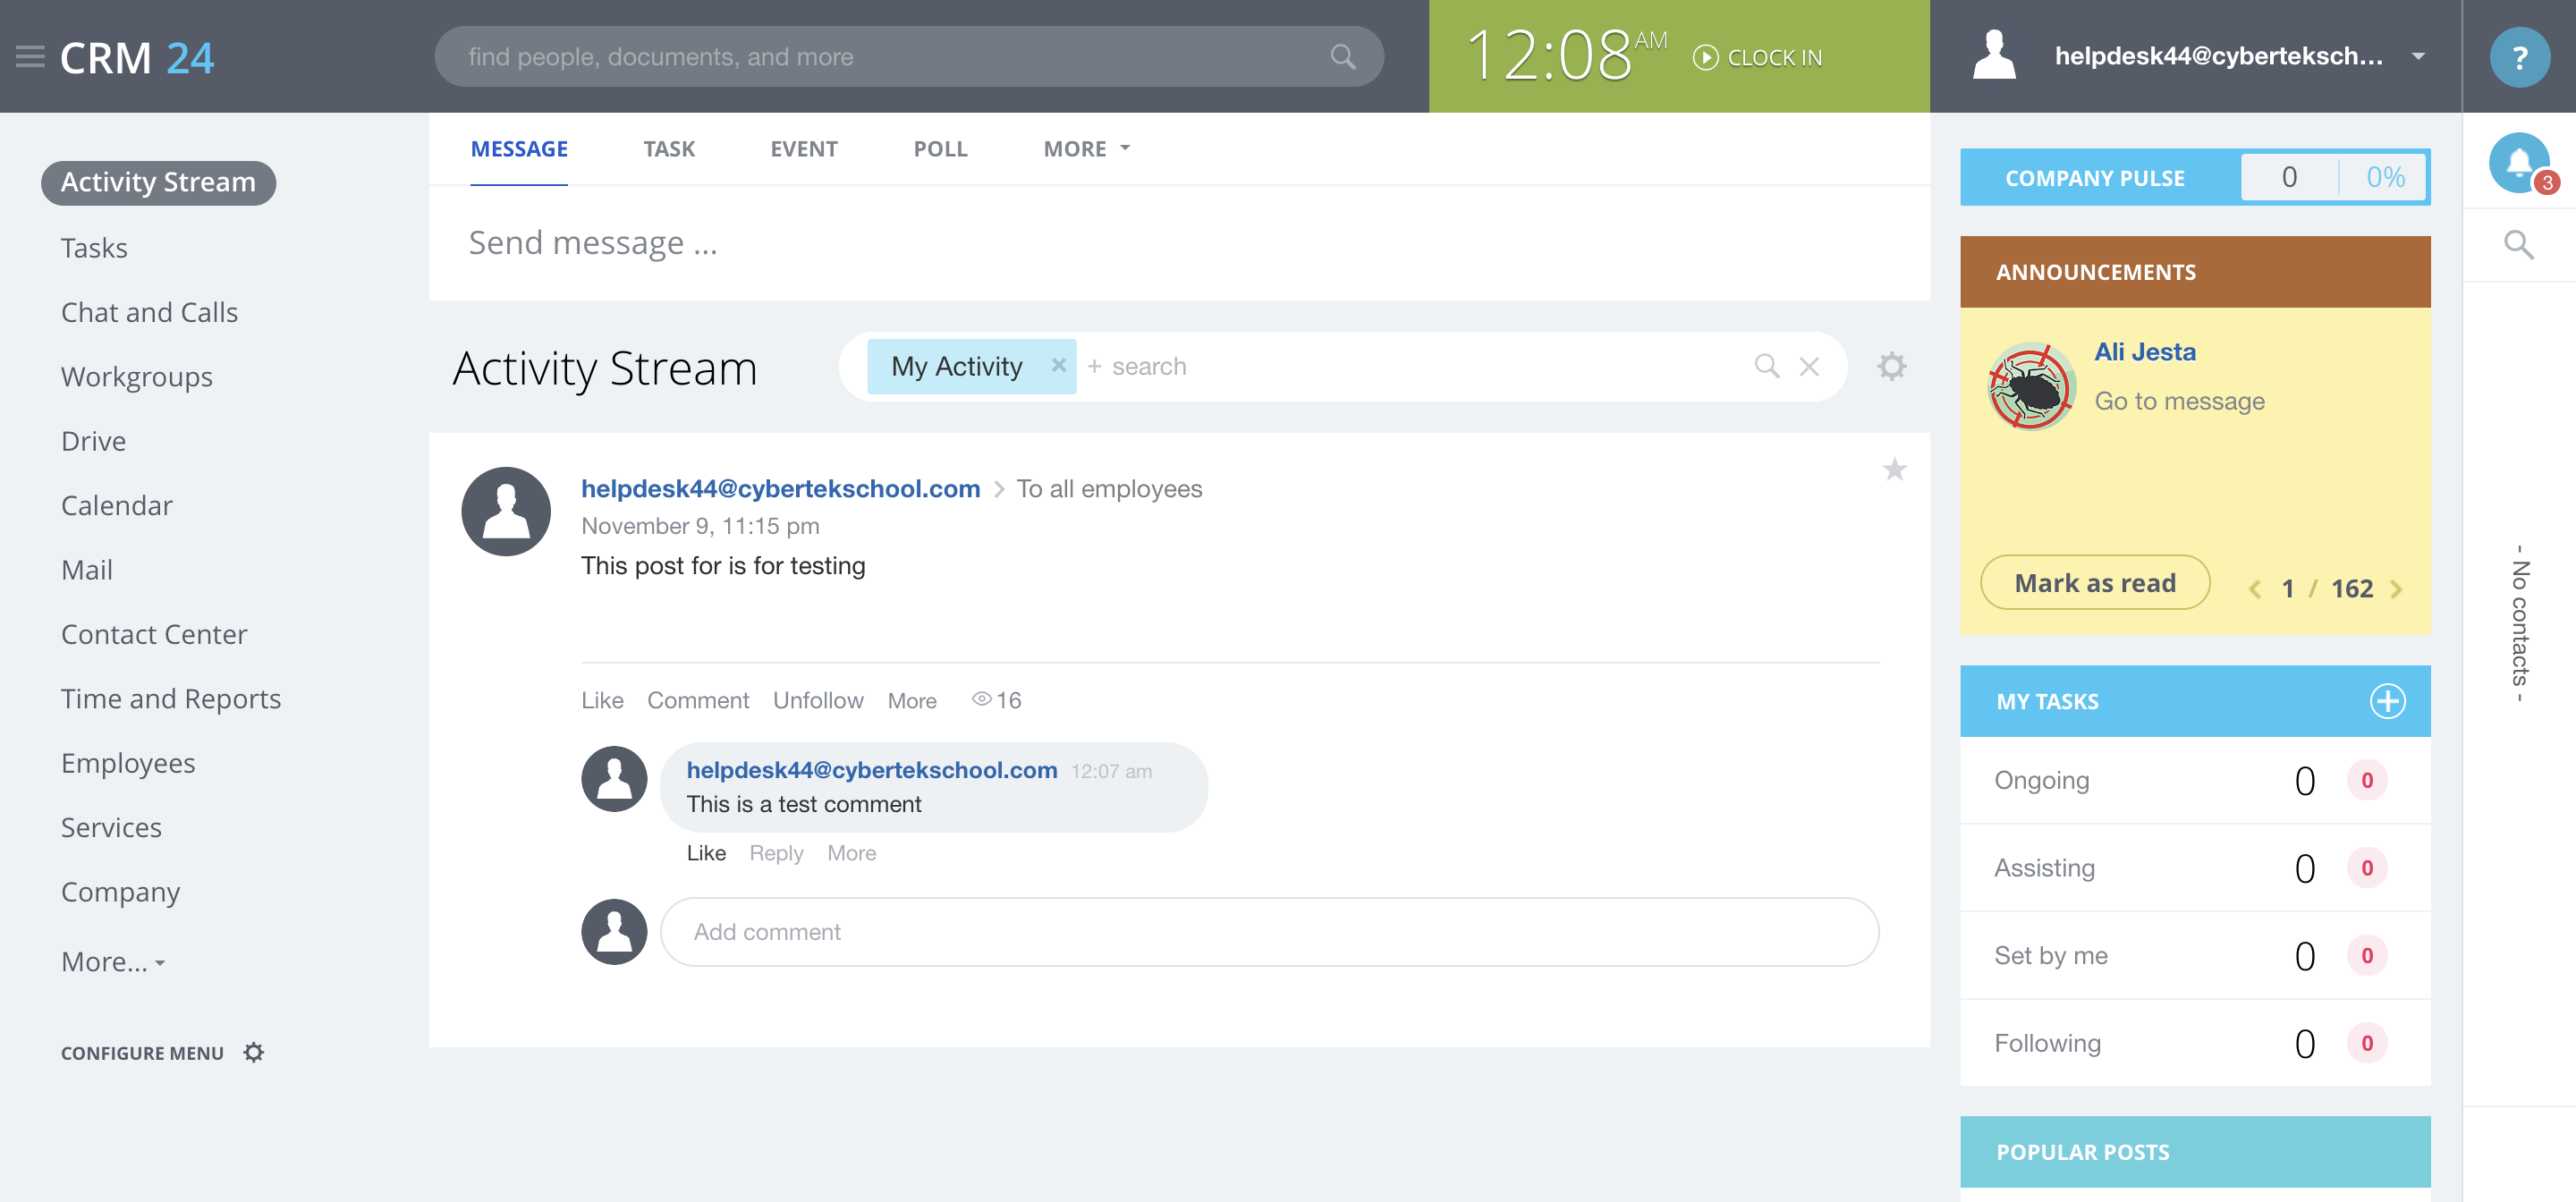 CRM 24
find people, documents, and more
12:08 AM
CLOCK IN
helpdesk44@cyberteksch...
?
Activity Stream
Tasks
Chat and Calls
Workgroups
Drive
Calendar
Mail
Contact Center
Time and Reports
Employees
Services
Company
More...
CONFIGURE MENU
MESSAGE TASK EVENT POLL MORE
Send message ...
Activity Stream
My Activity
+ search
helpdesk44@cybertekschool.com To all employees
November 9, 11:15 pm
This post for is for testing
Like Comment Unfollow More 16
helpdesk44@cybertekschool.com 12:07 am
This is a test comment
Like Reply More
Add comment
COMPANY PULSE 0 0%
ANNOUNCEMENTS
Ali Jesta
Go to message
Mark as read 1 / 162
MY TASKS
Ongoing 0 0
Assisting 0 0
Set by me 0 0
Following 0 0
POPULAR POSTS
3
- No contacts -